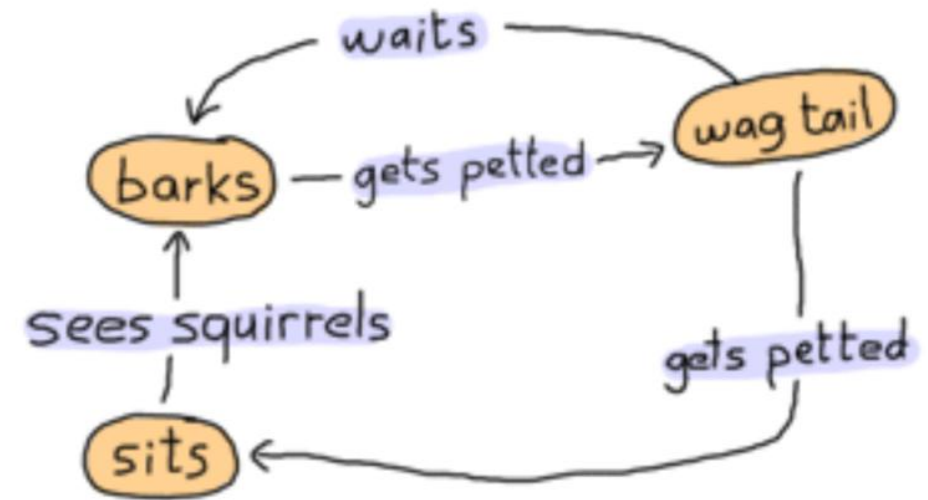 waits
wag tail
barks
gets petted
sees squirrels
gets petted
sits